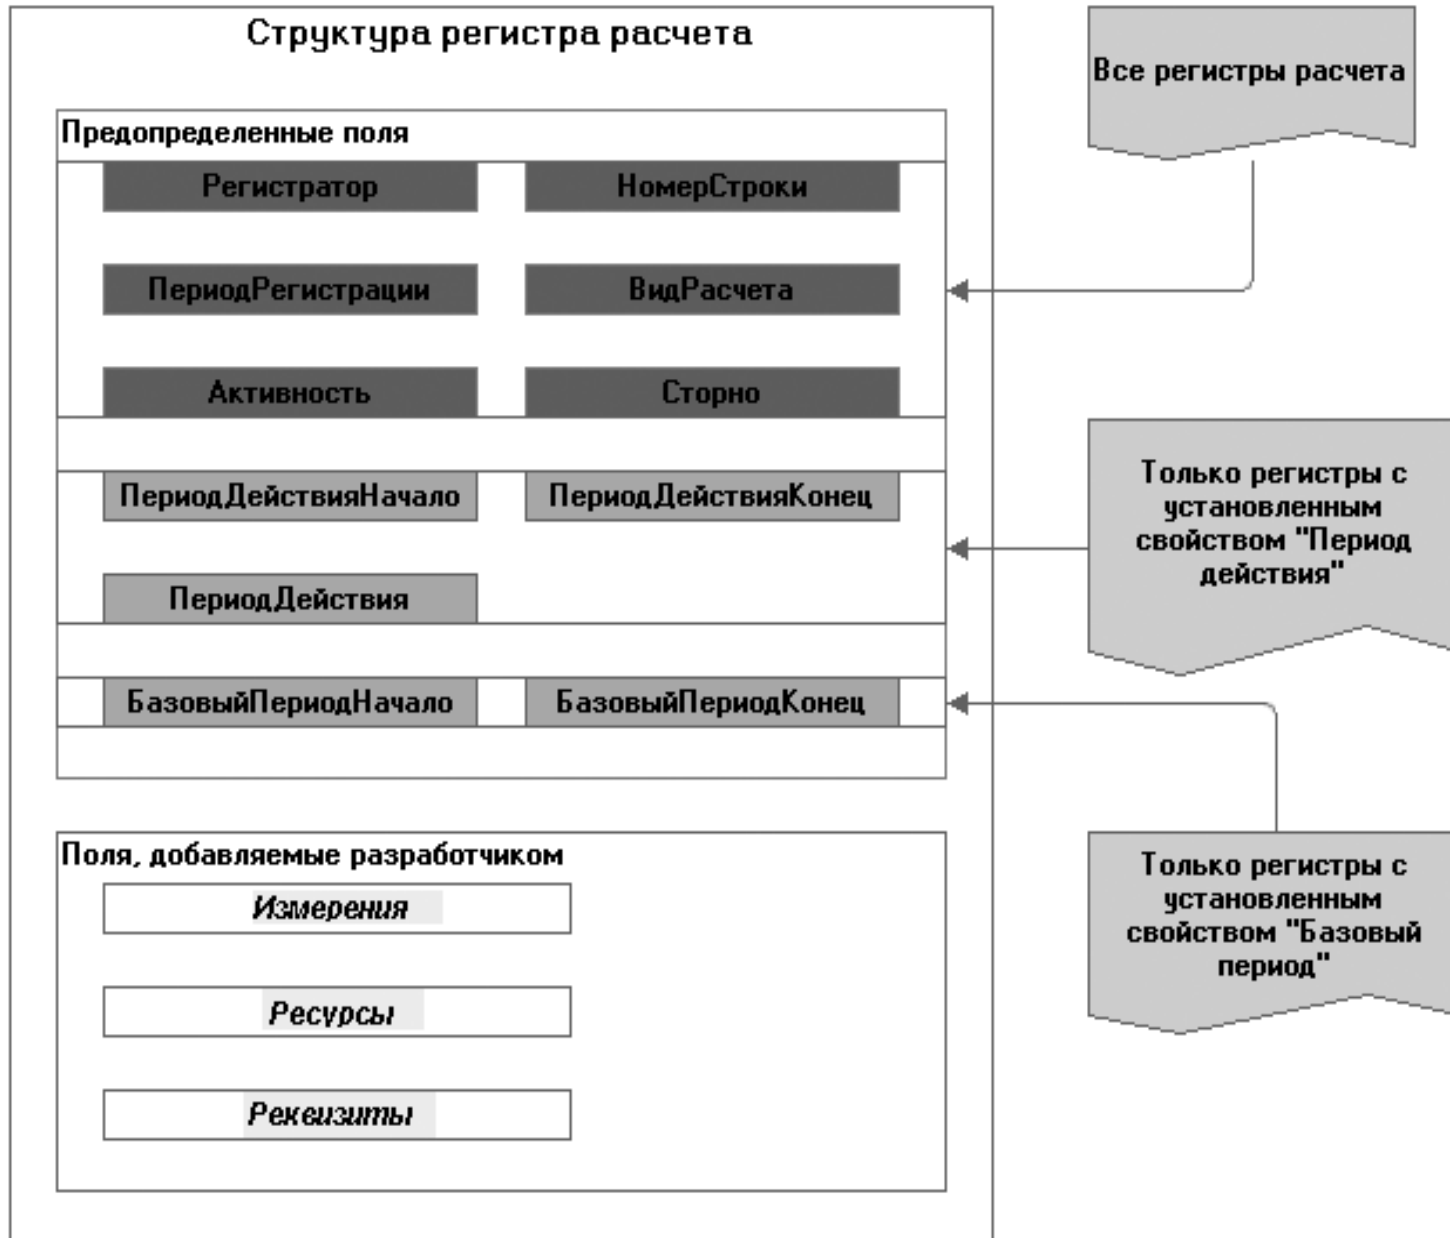 Структура регистра расчета
Все регистры расчета
Предопределенные поля
Регистратор
НомерСтроки
ПериодРегистрации
ВидРасчета
Активность
Сторно
ПериодДействияНачало
ПериодДействияКонец
Только регистры с
установленным
свойством "Период
действия"
ПериодДействия
БазовыйПериодНачало
БазовыйПериодКонец
Поля, добавляемые разработчиком
Измерения
Ресурсы
Реквизиты
Только регистры с
установленным
свойством "Базовый
период"